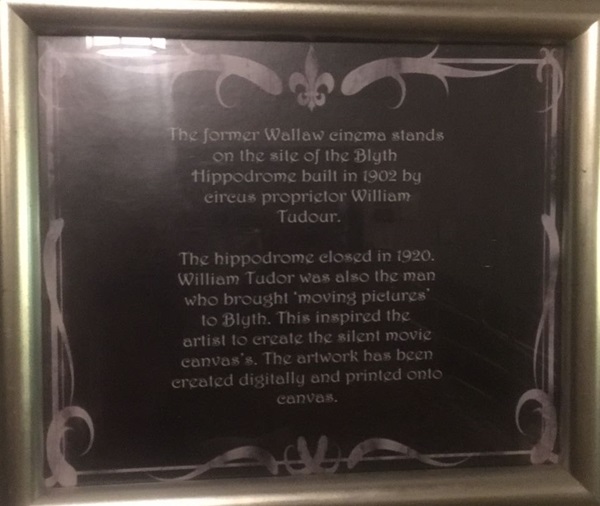 The former Wallaw cinema stands
on the site of the Blyth
Hippodrome built in 1902 by
circus proprietor William
Tudour.
The hippodrome closed in 1920.
William Tudor was also the man
who brought 'moving pictures'
to Blyth. This inspired the
artist to create the silent movie
canvas's. The artwork has been
created digitally and printed onto
canvas.